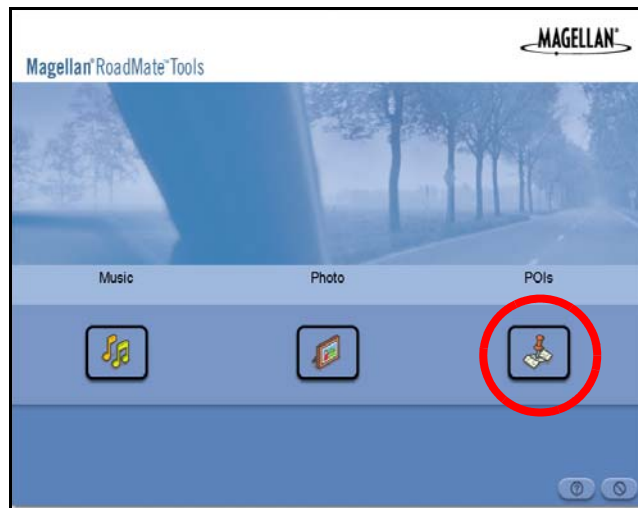 MAGELLAN®
Magellan® RoadMate™ Tools
Music
Photo
POIs
?